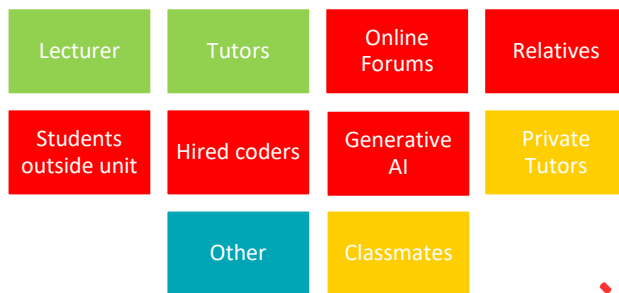 Lecturer
Tutors
Online
Forums
Relatives
Students
outside unit
Hired coders
Generative
AI
Private
Tutors
Other
Classmates